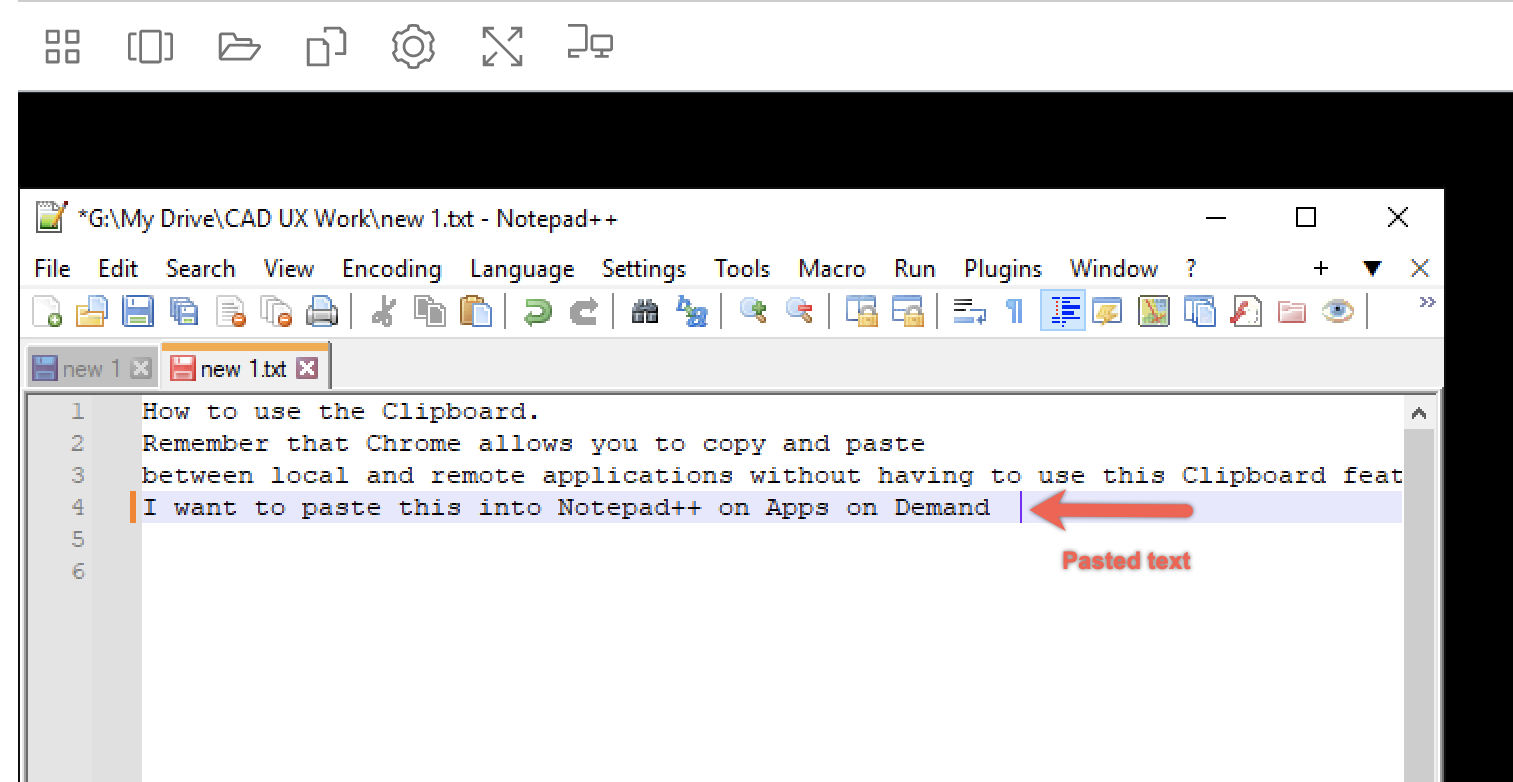 *G:\My Drive\CAD UX Work\new 1.txt - Notepad++
File Edit Search View Encoding Language Settings Tools Macro Run Plugins Window ?
new 1 new 1.txt
1 How to use the Clipboard.
2 Remember that Chrome allows you to copy and paste
3 between local and remote applications without having to use this Clipboard feat
4 I want to paste this into Notepad++ on Apps on Demand
5
Pasted text
6